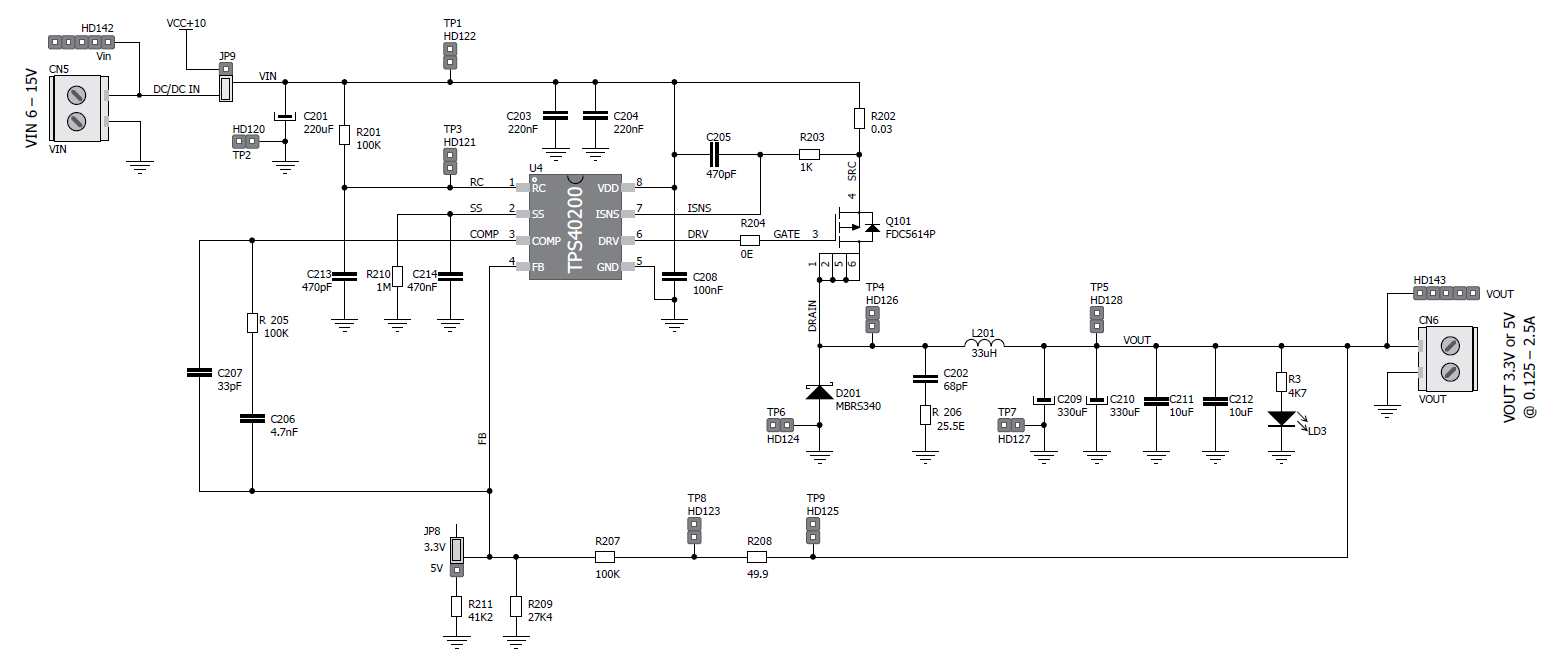 HD142
Vin
CN5
VIN 6 – 15V
VIN
DC/DC IN
VCC+10
JP9
VIN
HD120
TP2
C201
220uF
R201
100K
TP1
HD122
TP3
HD121
C203
220nF
C204
220nF
C205
470pF
R203
1K
R202
0.03
SRC
4
U4
RC
1
RC
VDD
8
SS
2
SS
ISNS
7
ISNS
COMP
3
COMP
DRV
6
DRV
4
FB
GND
5
TPS40200
R204
0E
GATE
3
Q101
FDC5614P
1
2
5
6
DRAIN
C213
470pF
R210
1M
C214
470nF
C208
100nF
R 205
100K
C207
33pF
C206
4.7nF
FB
TP4
HD126
L201
33uH
TP5
HD128
VOUT
HD143
VOUT
CN6
VOUT
VOUT 3.3V or 5V
@ 0.125 – 2.5A
D201
MBRS340
TP6
HD124
C202
68pF
R 206
25.5E
TP7
HD127
C209
330uF
C210
330uF
C211
10uF
C212
10uF
R3
4K7
LD3
JP8
3.3V
5V
R211
41K2
R209
27K4
R207
100K
TP8
HD123
R208
49.9
TP9
HD125